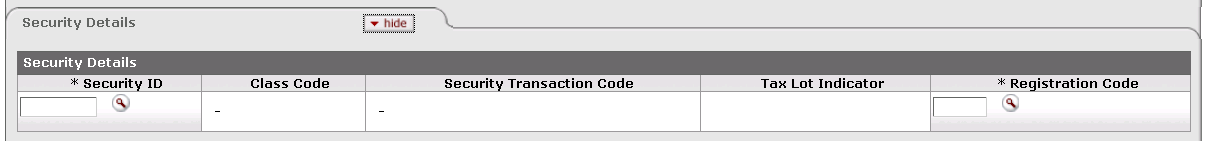 Security Details
hide
Security Details
* Security ID Class Code Security Transaction Code Tax Lot Indicator * Registration Code
- -